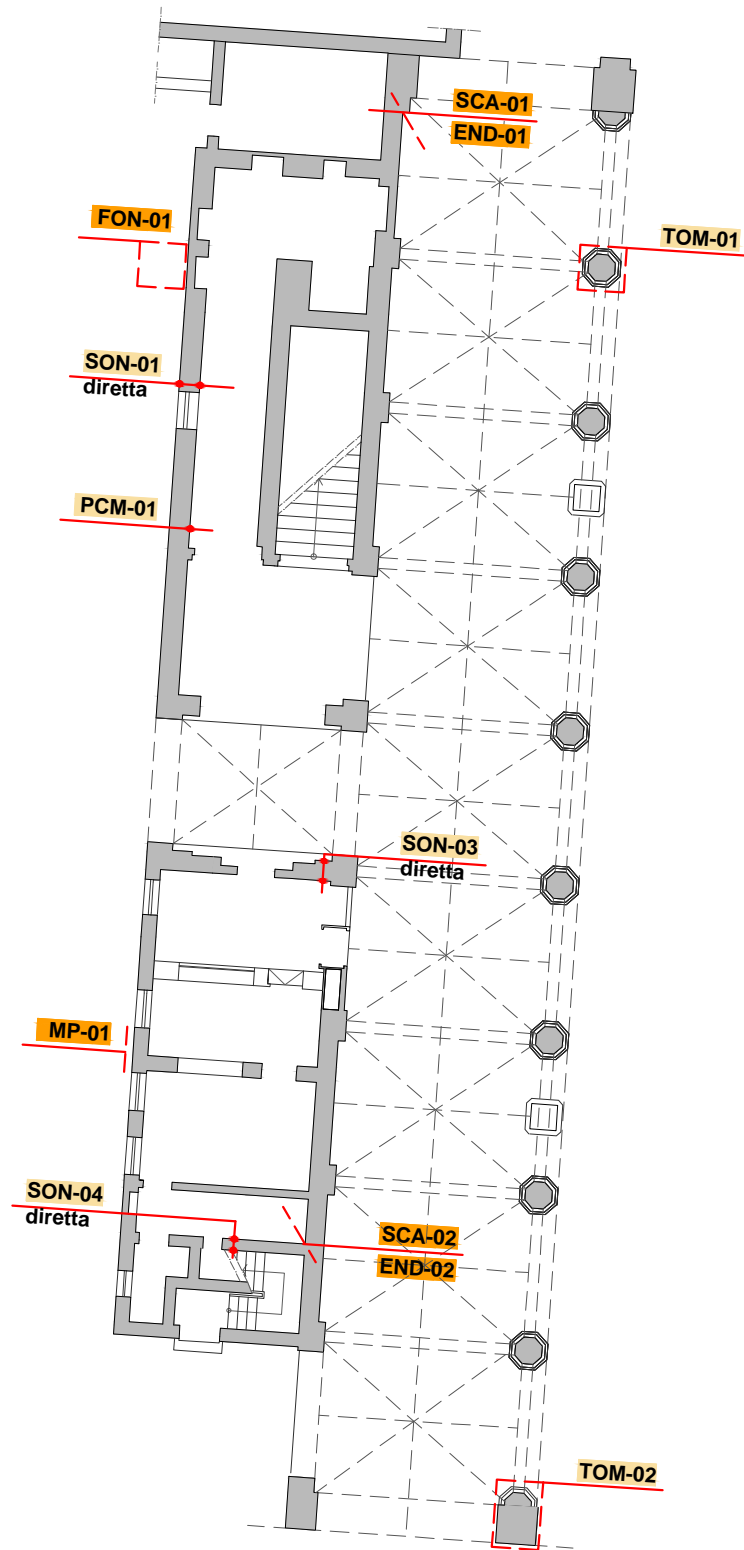 SCA-01
END-01
FON-01
TOM-01
SON-01
diretta
PCM-01
SON-03
diretta
MP-01
SON-04
diretta
SCA-02
END-02
TOM-02